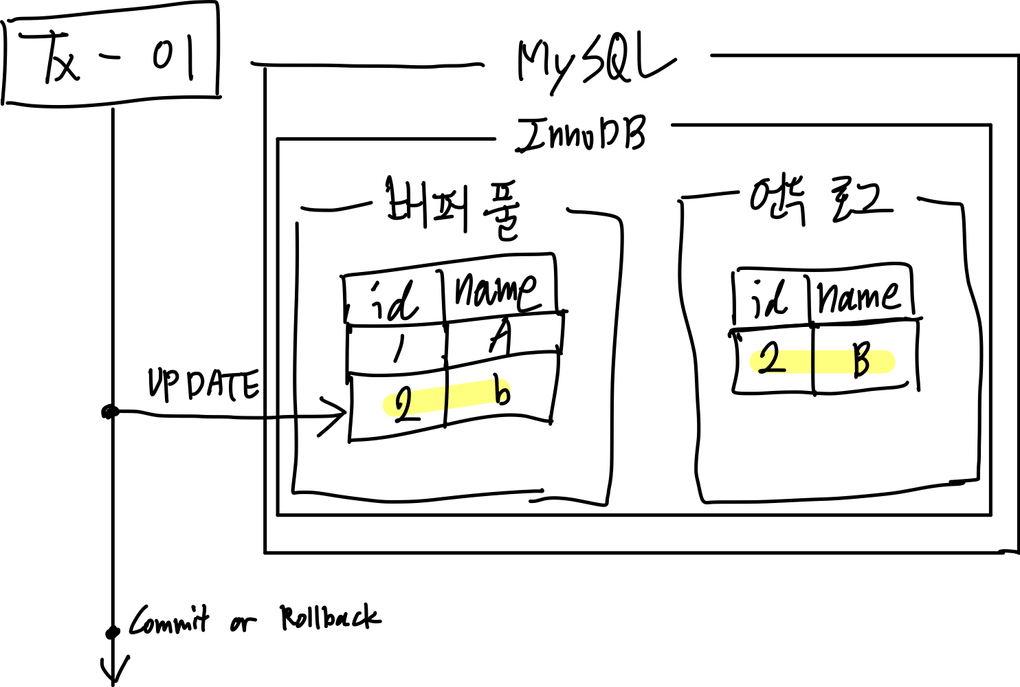 Tx - 01
MySQL
InnoDB
버퍼 풀
id name
1 A
2 b
언두 로그
id name
2 B
UPDATE
Commit or Rollback